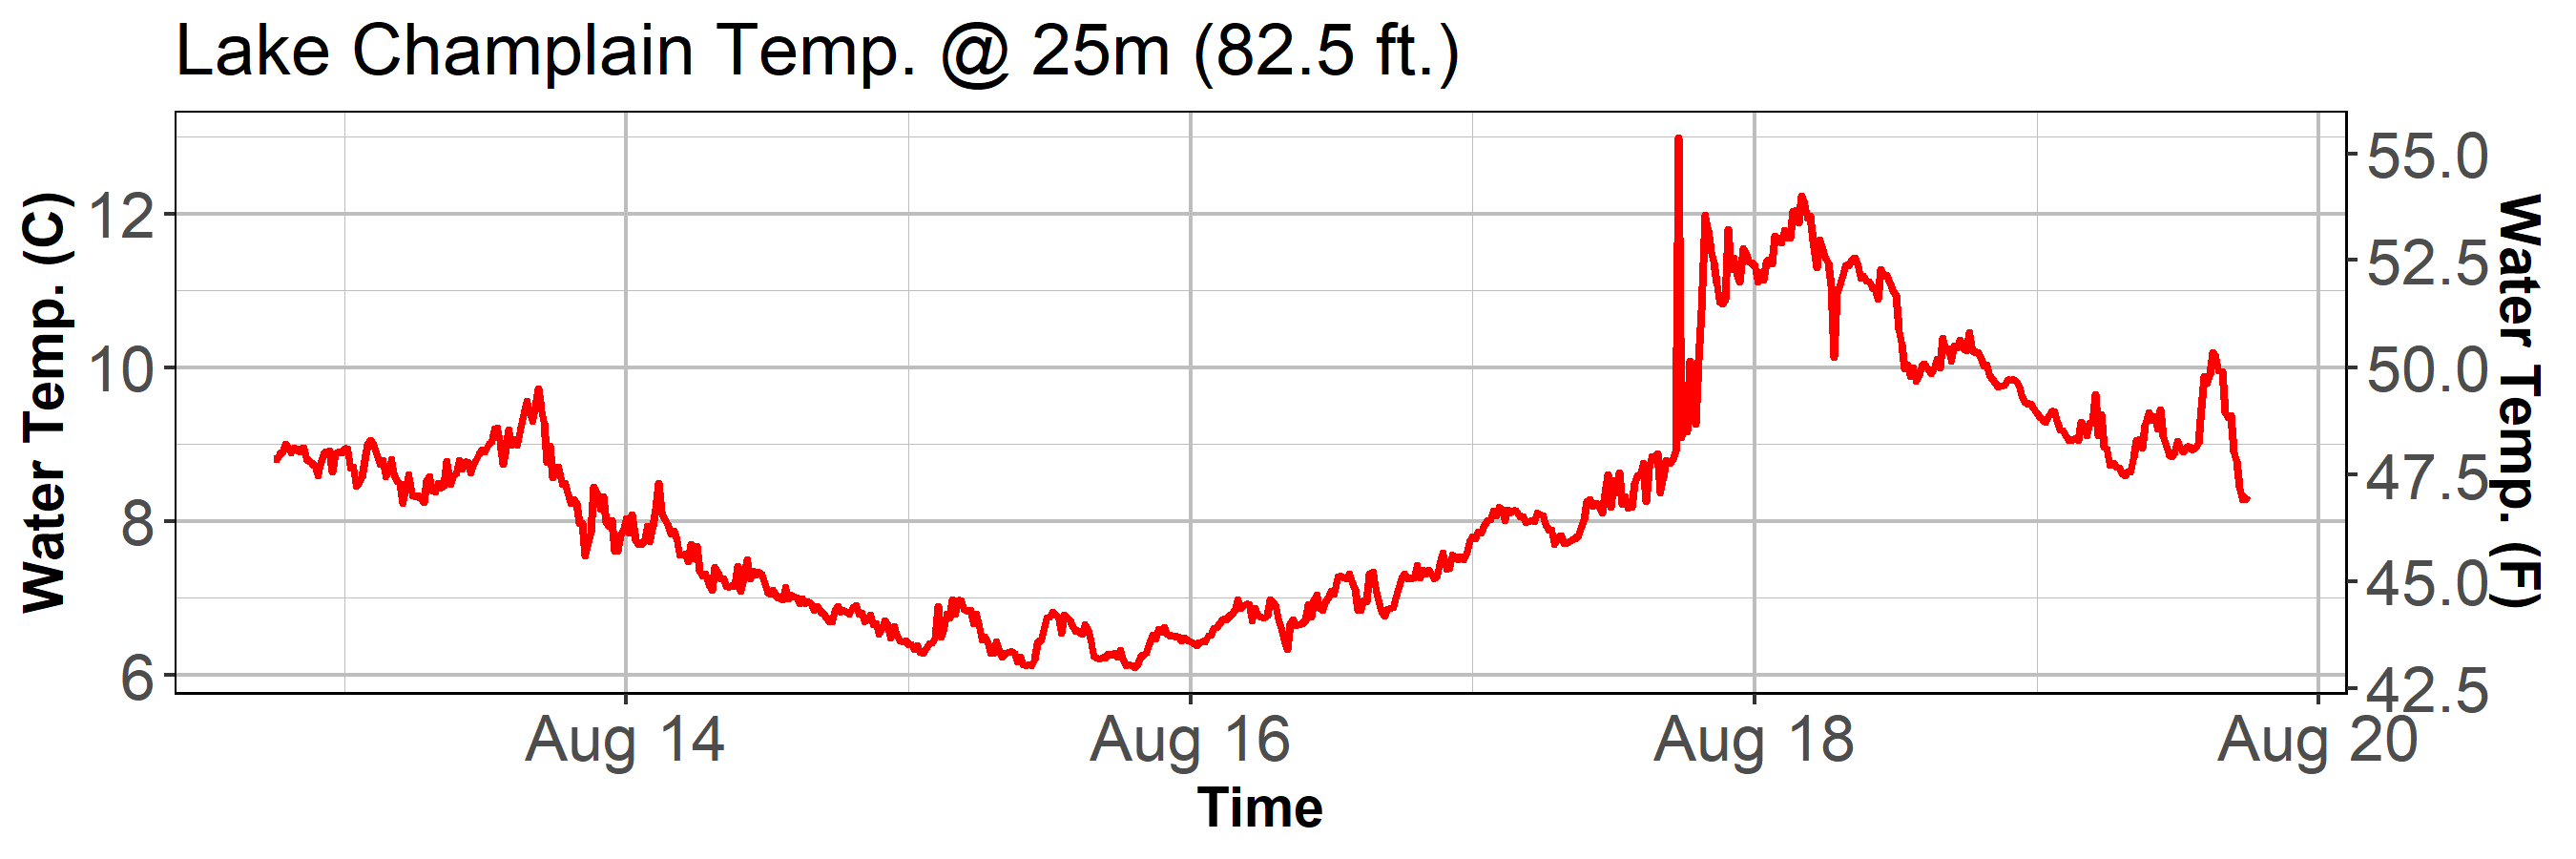 Lake Champlain Temp. @ 25m (82.5 ft.)
Water Temp. (C)
12
10
8
6
55.0
52.5
50.0
47.5
45.0
42.5
Water Temp. (F)
Aug 14 Aug 16 Aug 18 Aug 20
Time